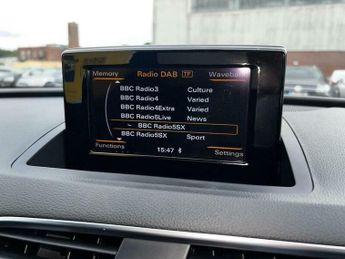 Memory Radio DAB TP Waveband
BBC Radio3 Culture
BBC Radio4 Varied
BBC Radio4Extra Varied
BBC Radio5Live News
BBC Radio5SX
BBC Radio5SX Sport
Functions 15:47 Settings